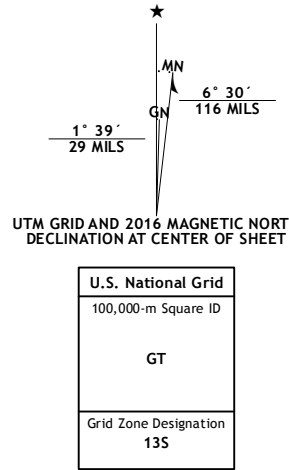 ★
MN
GN
6° 30´
116 MILS
1° 39´
29 MILS
UTM GRID AND 2016 MAGNETIC NORT
DECLINATION AT CENTER OF SHEET
U.S. National Grid
100,000-m Square ID
GT
Grid Zone Designation
13S